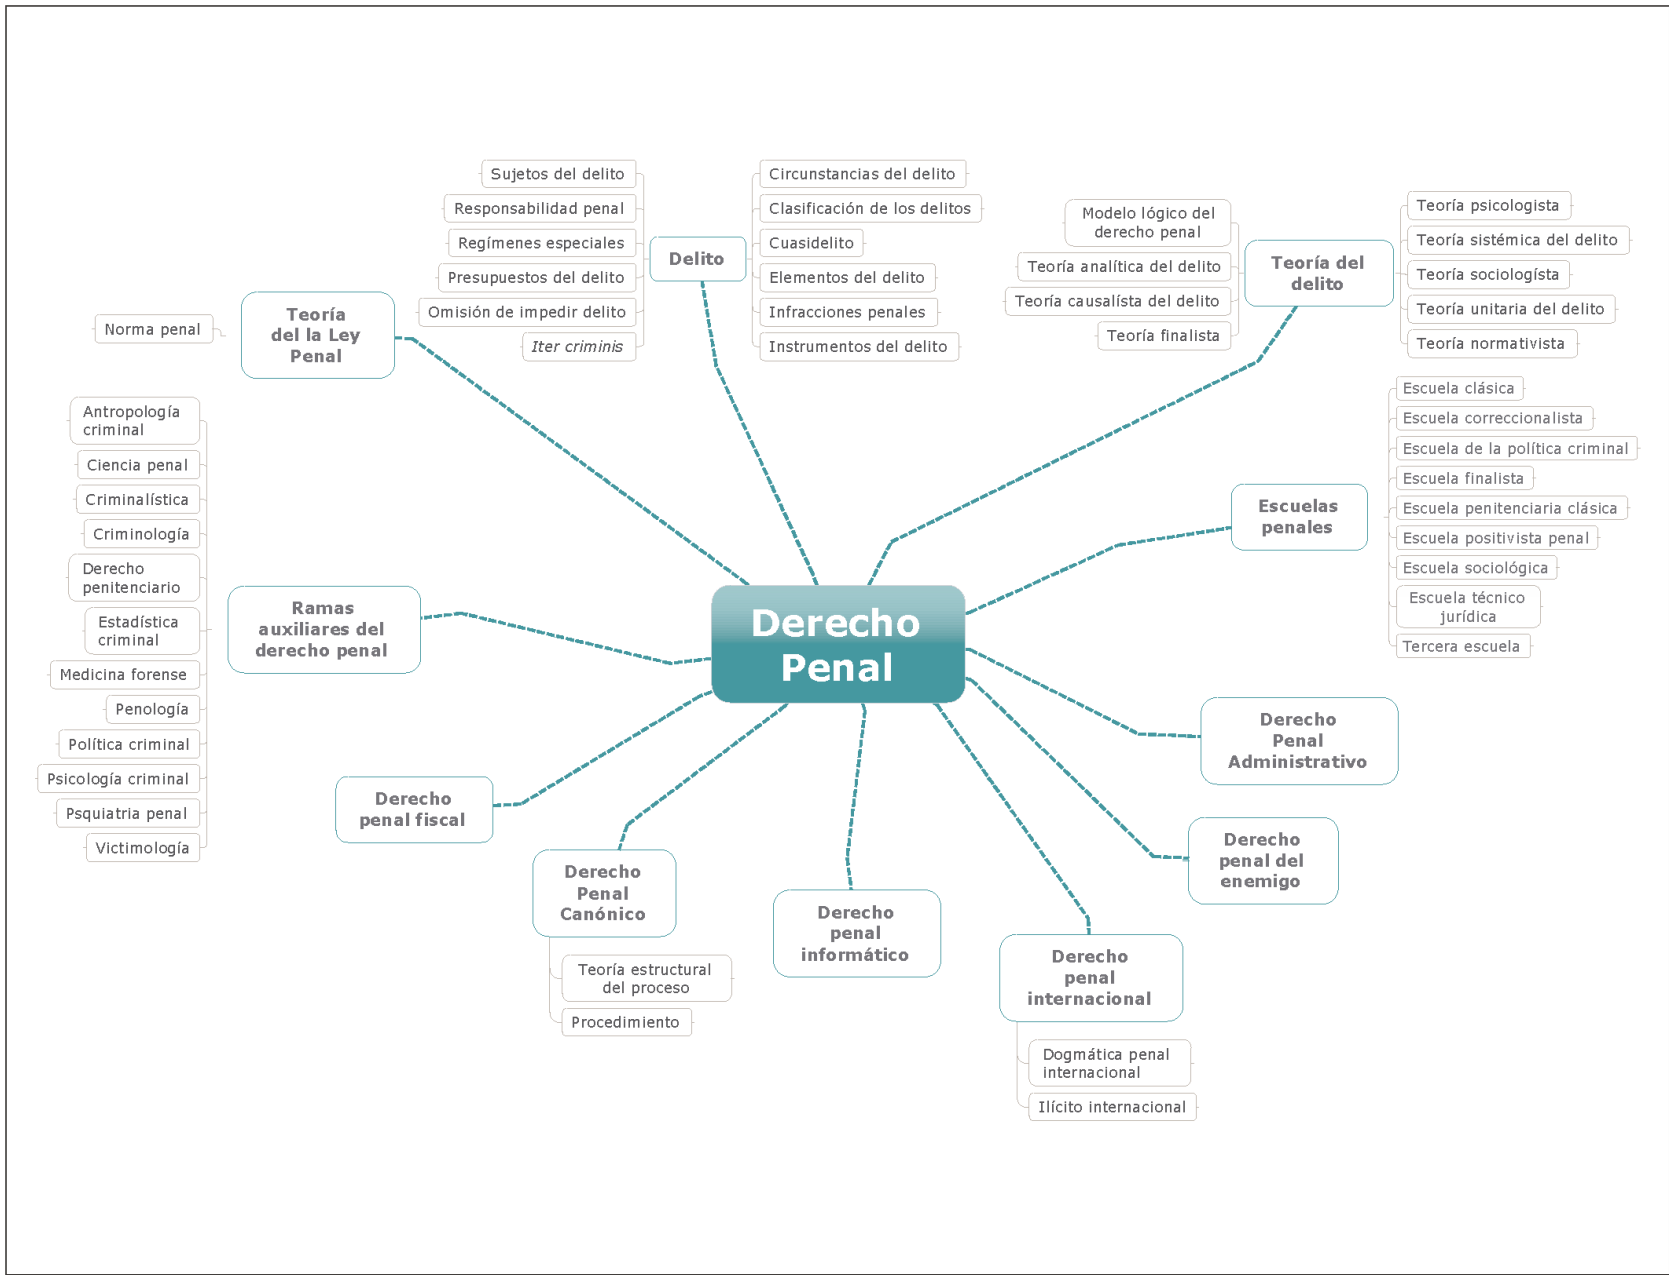 Sujetos del delito
Responsabilidad penal
Regímenes especiales
Presupuestos del delito
Omisión de impedir delito
Iter criminis
Delito
Circunstancias del delito
Clasificación de los delitos
Cuasidelito
Elementos del delito
Infracciones penales
Instrumentos del delito
Modelo lógico del
derecho penal
Teoría analítica del delito
Teoría causalísta del delito
Teoría finalista
Teoría del
delito
Teoría psicologista
Teoría sistémica del delito
Teoría sociologísta
Teoría unitaria del delito
Teoría normativista
Norma penal
Teoría
del la Ley
Penal
Antropología
criminal
Ciencia penal
Criminalística
Criminología
Derecho
penitenciario
Estadística
criminal
Medicina forense
Penología
Política criminal
Psicología criminal
Psquiatria penal
Victimología
Ramas
auxiliares del
derecho penal
Derecho
Penal
Escuelas
penales
Escuela clásica
Escuela correccionalista
Escuela de la política criminal
Escuela finalista
Escuela penitenciaria clásica
Escuela positivista penal
Escuela sociológica
Escuela técnico
jurídica
Tercera escuela
Derecho
Penal
Administrativo
Derecho
penal del
enemigo
Derecho
penal fiscal
Derecho
Penal
Canónico
Teoría estructural
del proceso
Procedimiento
Derecho
penal
informático
Derecho
penal
internacional
Dogmática penal
internacional
Ilícito internacional